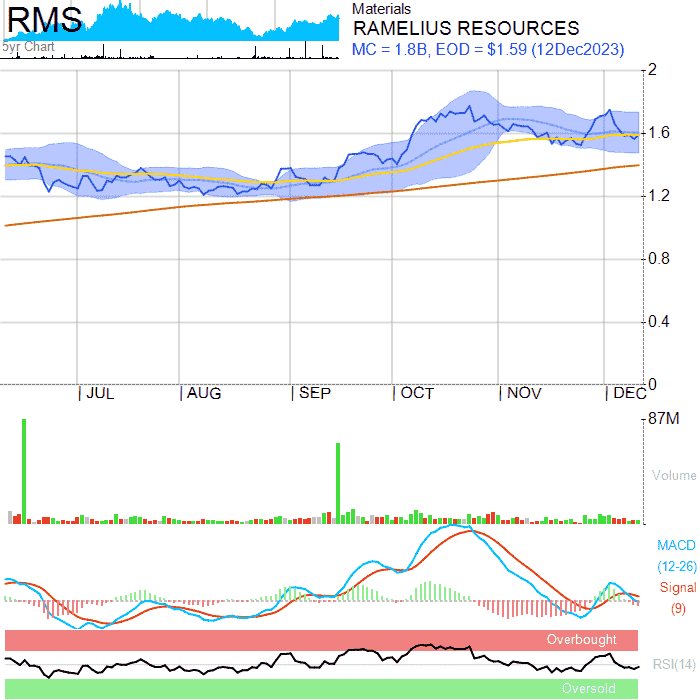 RMS
5yr Chart
Materials
RAMELIUS RESOURCES
MC = 1.8B, EOD = $1.59 (12Dec2023)
2
1.6
1.2
0.8
0.4
0
JUL AUG SEP OCT NOV DEC
87M
Volume
MACD
(12-26)
Signal
(9)
Overbought
RSI(14)
Oversold